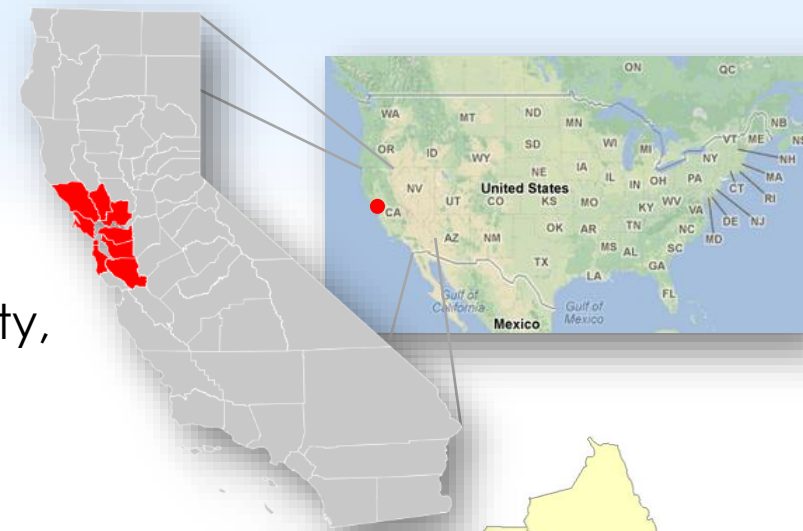 ON QC
WA MT ND MN NB
OR ID SD WI MI VT ME NS
WY NY NH
NE IA MA
NV United States IL IN OH PA CT RI
UT CO KS MO KY WV VA DE NJ
CA
AZ NM OK AR TN NC MD
MS AL SC
TX LA GA
FL
Gulf of
California
Gulf of
Mexico
Mexico
ty,